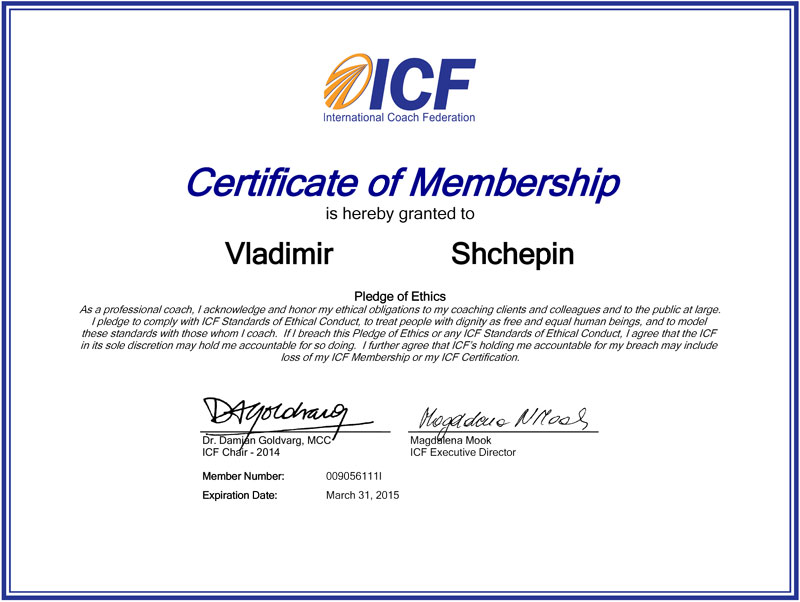 ICF
International Coach Federation
Certificate of Membership
is hereby granted to
Vladimir Shchepin
Pledge of Ethics
As a professional coach, I acknowledge and honor my ethical obligations to my coaching clients and colleagues and to the public at large.
I pledge to comply with ICF Standards of Ethical Conduct, to treat people with dignity as free and equal human beings, and to model
these standards with those whom I coach. If I breach this Pledge of Ethics or any ICF Standards of Ethical Conduct, I agree that the ICF
in its sole discretion may hold me accountable for so doing. I further agree that ICF's holding me accountable for my breach may include
loss of my ICF Membership or my ICF Certification.
DAGoldvarg Magdalena N Mook
Dr. Damian Goldvarg, MCC Magdalena Mook
ICF Chair - 2014 ICF Executive Director
Member Number: 009056111I
Expiration Date: March 31, 2015